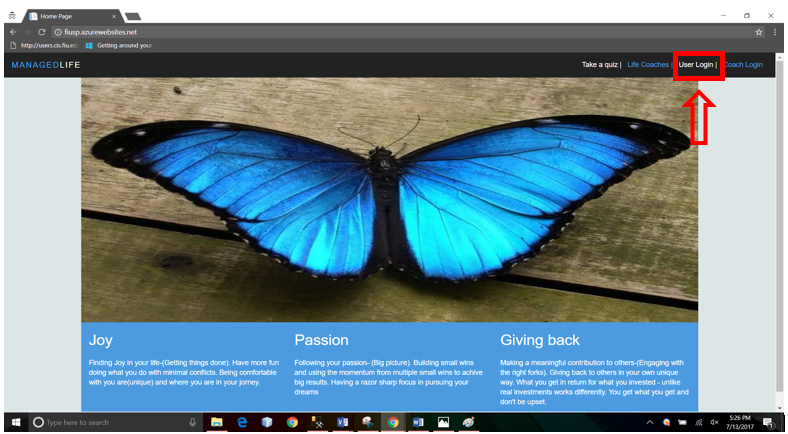 Home Page
fiusp.azurewebsites.net
http://users.cis.fiu.ed
Getting around your
MANAGEDLIFE
Take a quiz | Life Coaches | User Login | Coach Login
Joy
Finding Joy in your life-(Getting things done). Have more fun
doing what you do with minimal conflicts. Being comfortable
with you are(unique) and where you are in your jorney.
Passion
Following your passion- (Big picture). Building small wins
and using the momentum from multiple small wins to achive
big results. Having a razor sharp focus in pursuing your
dreams
Giving back
Making a meaningful contribution to others-(Engaging with
the right forks). Giving back to others in your own unique
way. What you get in return for what you invested - unlike
real investments works differently. You get what you get and
don't be upset.
Type here to search
5:26 PM
7/13/2017